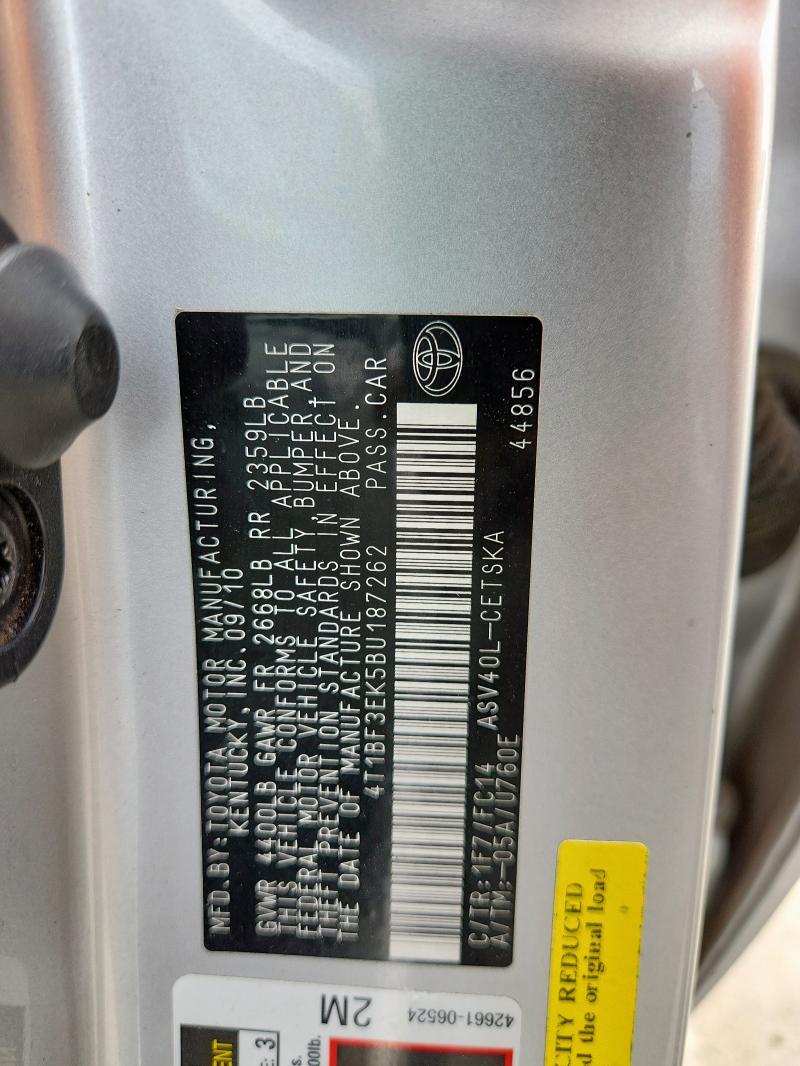 MFD.BY:TOYOTA MOTOR MANUFACTURING,
KENTUCKY, INC. 09/10
GVWR 4400LB GAWR FR 2668LB RR 2359LB
THIS VEHICLE CONFORMS TO ALL APPLICABLE
FEDERAL MOTOR VEHICLE SAFETY, BUMPER, AND
THEFT PREVENTION STANDARDS IN EFFECT ON
THE DATE OF MANUFACTURE SHOWN ABOVE.
4T1BF3EK5BU187262 PASS.CAR
C/TR:1F7/FC14 ASV40L-CETSKA
A/TM:-05A/U760E
44856
2M
42661-06524
ENT
: 3
s.
00lb.
CITY REDUCED
d the original load